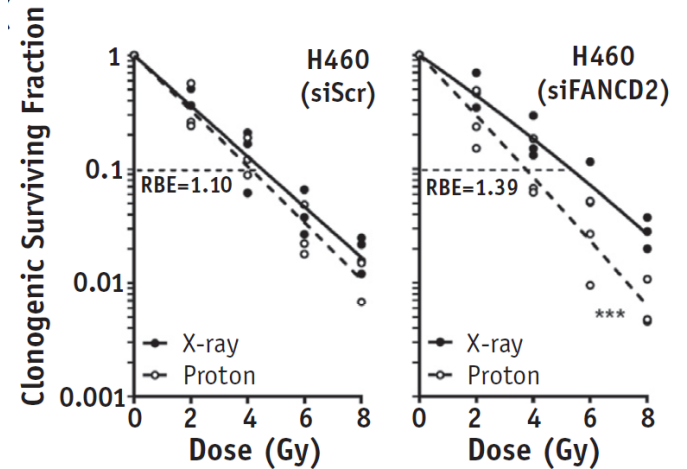 Clonogenic Surviving Fraction
1
0.1
0.01
0.001
H460
(siScr)
RBE=1.10
X-ray
Proton
0 2 4 6 8
Dose (Gy)
H460
(siFANCD2)
RBE=1.39
***
X-ray
Proton
0 2 4 6 8
Dose (Gy)